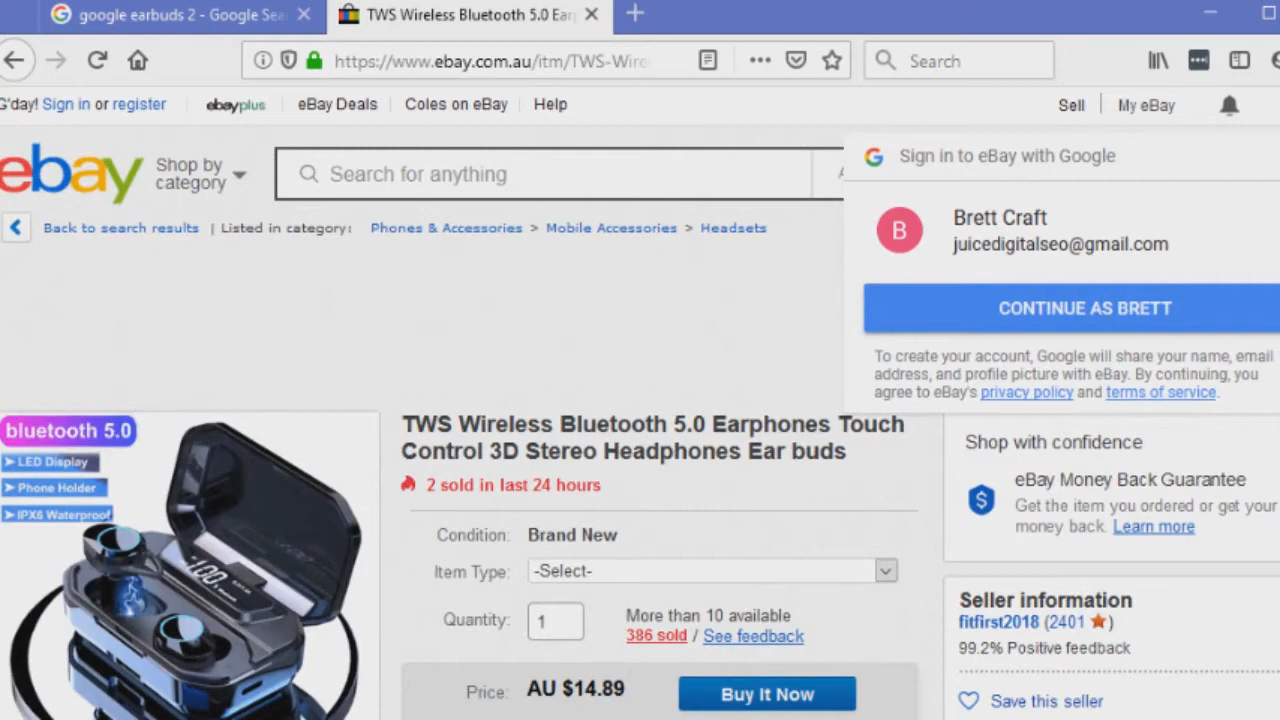 google earbuds 2 - Google Sea
TWS Wireless Bluetooth 5.0 Ear
https://www.ebay.com.au/itm/TWS-Wire
Search
G'day! Sign in or register
ebayplus
eBay Deals
Coles on eBay
Help
Sell
My eBay
ebay
Shop by
category
Search for anything
Sign in to eBay with Google
B
Brett Craft
juicedigitalseo@gmail.com
CONTINUE AS BRETT
To create your account, Google will share your name, email
address, and profile picture with eBay. By continuing, you
agree to eBay's privacy policy and terms of service.
Back to search results | Listed in category: Phones & Accessories > Mobile Accessories > Headsets
bluetooth 5.0
LED Display
Phone Holder
IPX6 Waterproof
100
TWS Wireless Bluetooth 5.0 Earphones Touch
Control 3D Stereo Headphones Ear buds
2 sold in last 24 hours
Condition: Brand New
Item Type: -Select-
Quantity: 1
More than 10 available
386 sold / See feedback
Price: AU $14.89
Buy It Now
Shop with confidence
eBay Money Back Guarantee
Get the item you ordered or get your
money back. Learn more
Seller information
fitfirst2018 (2401 ★)
99.2% Positive feedback
Save this seller